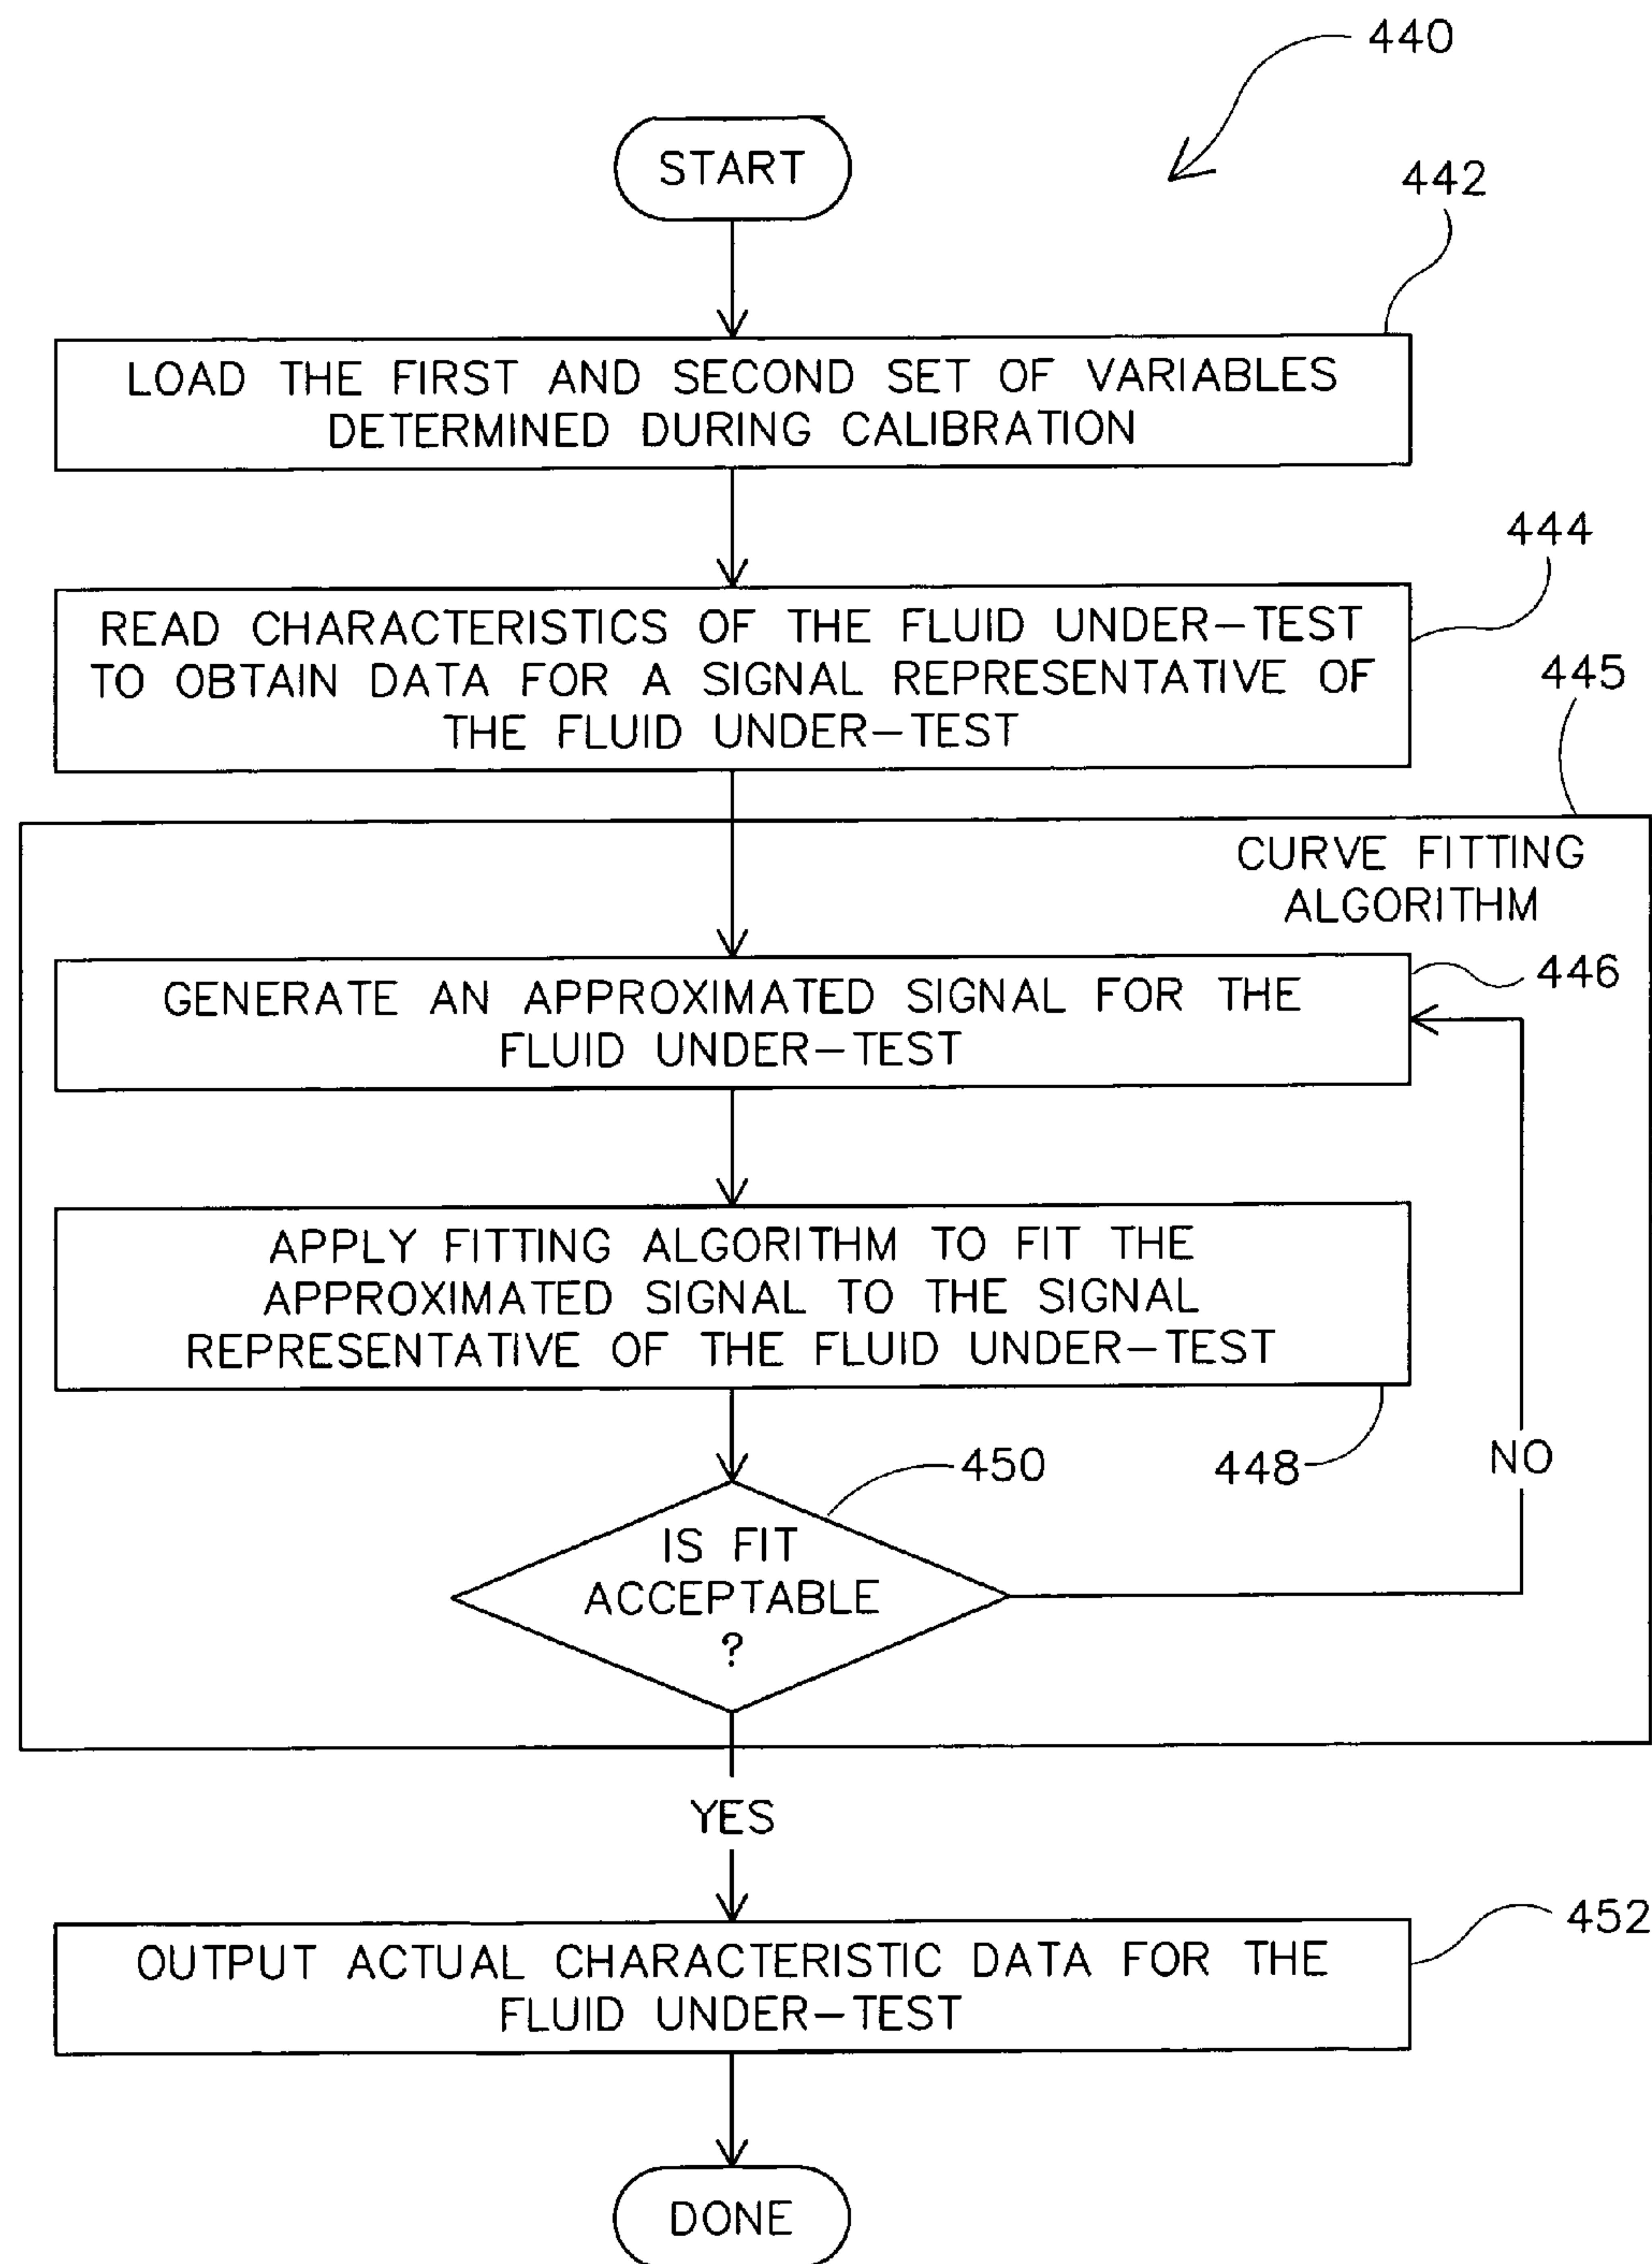 440
START
442
LOAD THE FIRST AND SECOND SET OF VARIABLES
DETERMINED DURING CALIBRATION
444
READ CHARACTERISTICS OF THE FLUID UNDER-TEST
TO OBTAIN DATA FOR A SIGNAL REPRESENTATIVE OF
THE FLUID UNDER-TEST
445
CURVE FITTING
ALGORITHM
446
GENERATE AN APPROXIMATED SIGNAL FOR THE
FLUID UNDER-TEST
APPLY FITTING ALGORITHM TO FIT THE
APPROXIMATED SIGNAL TO THE SIGNAL
REPRESENTATIVE OF THE FLUID UNDER-TEST
448
450
NO
IS FIT
ACCEPTABLE
?
YES
452
OUTPUT ACTUAL CHARACTERISTIC DATA FOR THE
FLUID UNDER-TEST
DONE